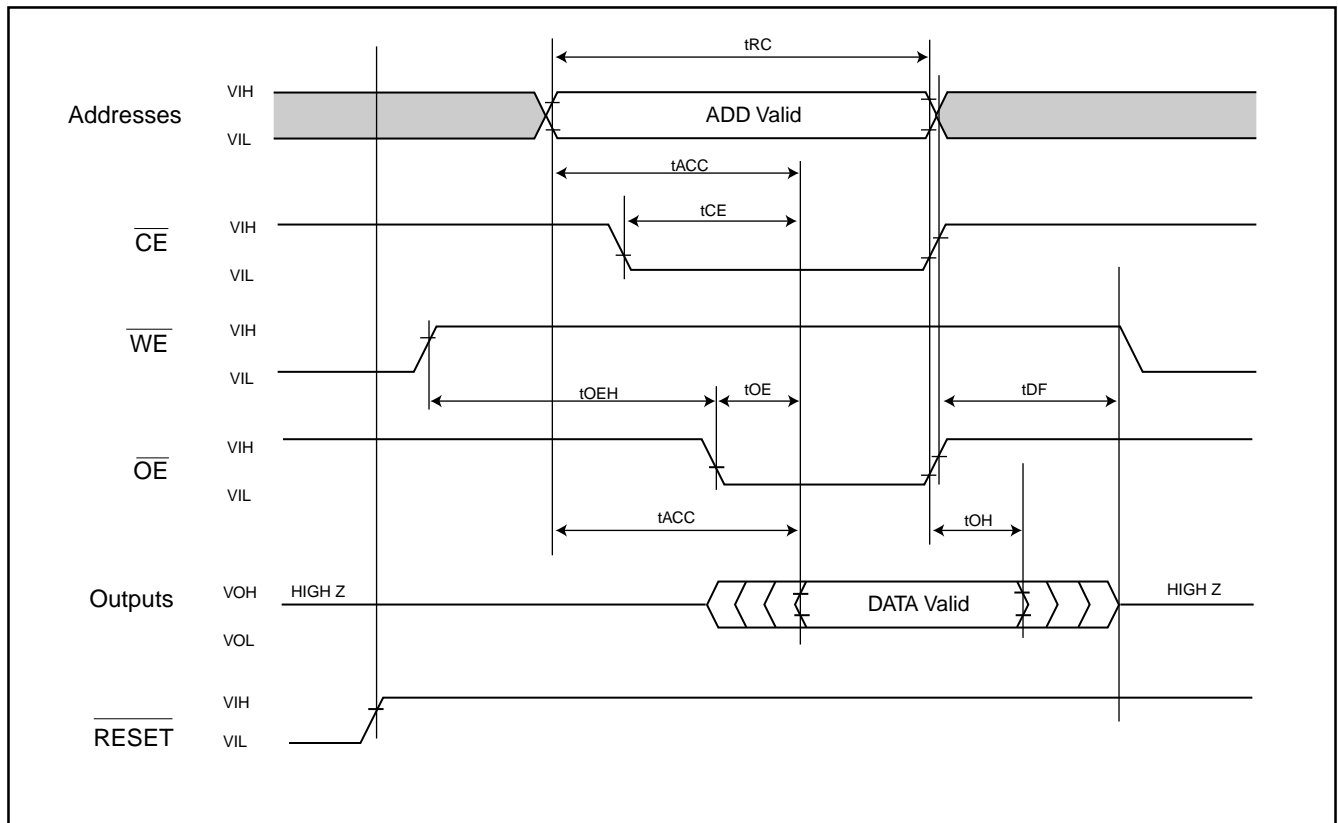 tRC
VIH
Addresses
ADD Valid
VIL
tACC
tCE
VIH
CE
VIL
VIH
WE
VIL
tOEH
tOE
tDF
VIH
OE
VIL
tACC
tOH
VOH
HIGH Z
HIGH Z
Outputs
DATA Valid
VOL
VIH
RESET
VIL